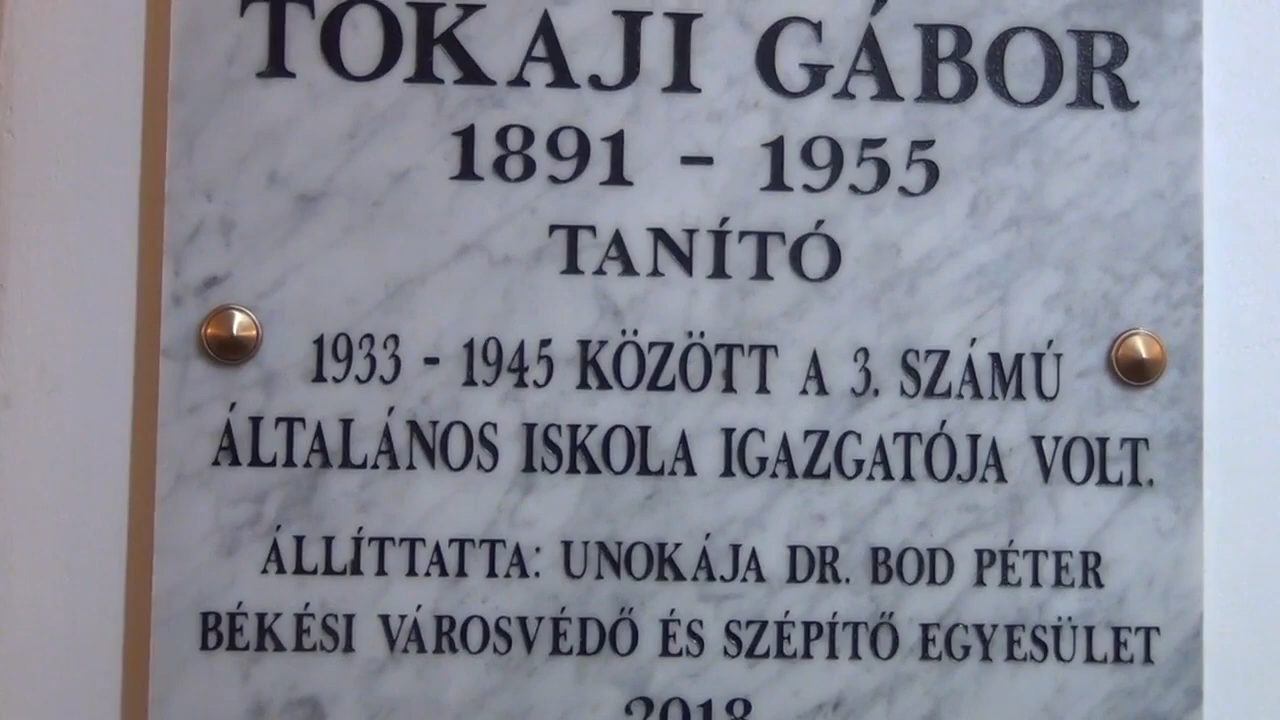 TOKAJI GÁBOR
1891 - 1955
TANÍTÓ
1933 - 1945 KÖZÖTT A 3. SZÁMÚ
ÁLTALÁNOS ISKOLA IGAZGATÓJA VOLT.
ÁLLÍTTATTA: UNOKÁJA DR. BOD PÉTER
BÉKÉSI VÁROSVÉDŐ ÉS SZÉPÍTŐ EGYESÜLET
2018